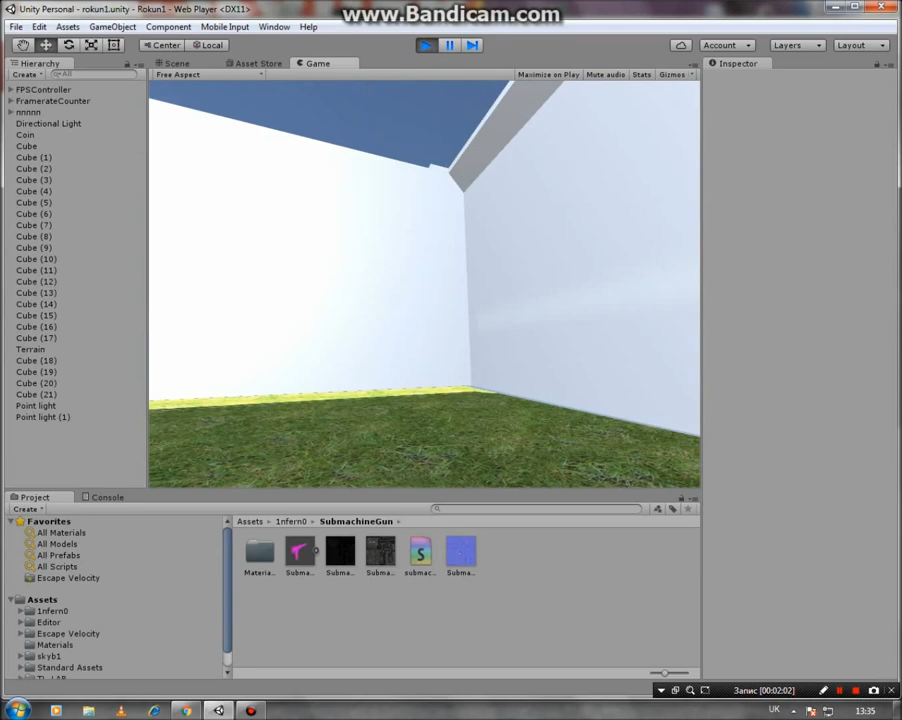 www.Bandicam.com
Unity Personal - rokun1.unity - Rokun1 - Web Player <DX11>
File Edit Assets GameObject Component Mobile Input Window Help
Center Local Account Layers Layout
Hierarchy Scene Asset Store Game Inspector
Create All Free Aspect Maximize on Play Mute audio Stats Gizmos
FPSController
FramerateCounter
nnnnn
Directional Light
Coin
Cube
Cube (1)
Cube (2)
Cube (3)
Cube (4)
Cube (5)
Cube (6)
Cube (7)
Cube (8)
Cube (9)
Cube (10)
Cube (11)
Cube (12)
Cube (13)
Cube (14)
Cube (15)
Cube (16)
Cube (17)
Terrain
Cube (18)
Cube (19)
Cube (20)
Cube (21)
Point light
Point light (1)
Project Console
Create
Favorites
All Materials
All Models
All Prefabs
All Scripts
Escape Velocity
Assets
1nfern0
Editor
Escape Velocity
Materials
skyb1
Standard Assets
Assets 1nfern0 SubmachineGun
Materia... Subma... Subma... Subma... submac... Subma...
Запис [00:02:02]
UK 13:35